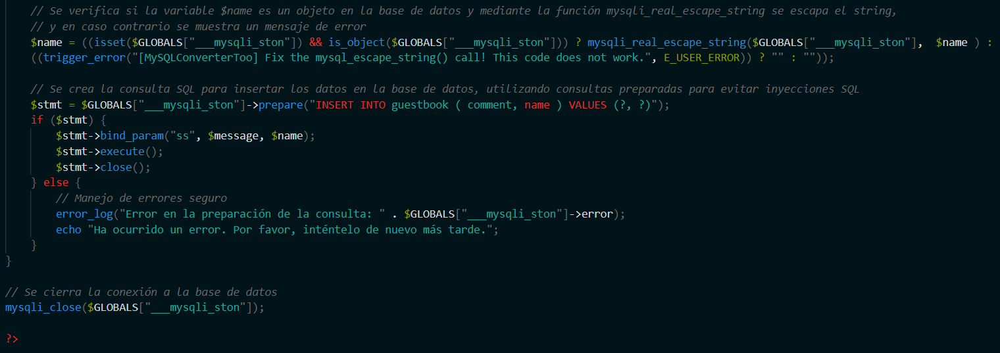 // Se verifica si la variable $name es un objeto en la base de datos y mediante la función mysqli_real_escape_string se escapa el string,
// y en caso contrario se muestra un mensaje de error
$name = ((isset($GLOBALS["___mysqli_ston"]) && is_object($GLOBALS["___mysqli_ston"])) ? mysqli_real_escape_string($GLOBALS["___mysqli_ston"],  $name ) :
((trigger_error("[MySQLConverterToo] Fix the mysql_escape_string() call! This code does not work.", E_USER_ERROR)) ? "" : ""));
// Se crea la consulta SQL para insertar los datos en la base de datos, utilizando consultas preparadas para evitar inyecciones SQL
$stmt = $GLOBALS["___mysqli_ston"]->prepare("INSERT INTO guestbook ( comment, name ) VALUES (?, ?)");
if ($stmt) {
$stmt->bind_param("ss", $message, $name);
$stmt->execute();
$stmt->close();
} else {
// Manejo de errores seguro
error_log("Error en la preparación de la consulta: " . $GLOBALS["___mysqli_ston"]->error);
echo "Ha ocurrido un error. Por favor, inténtelo de nuevo más tarde.";
}
}
// Se cierra la conexión a la base de datos
mysqli_close($GLOBALS["___mysqli_ston"]);
?>